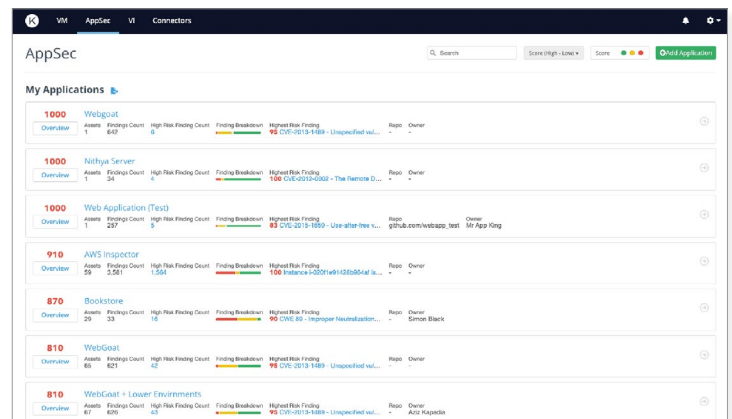 K VM AppSec VI Connectors
AppSec
Search
Score (High - Low)
Score
Add Application
My Applications
1000 Webgoat
Overview
Assets Findings Count High Risk Finding Count Finding Breakdown Highest Risk Finding Repo Owner
1 642 6 95 CVE-2013-1489 - Unspecified vul... - -
1000 Nithya Server
Overview
Assets Findings Count High Risk Finding Count Finding Breakdown Highest Risk Finding Repo Owner
1 34 4 100 CVE-2012-0002 - The Remote D... - -
1000 Web Application (Test)
Overview
Assets Findings Count High Risk Finding Count Finding Breakdown Highest Risk Finding Repo Owner
1 257 5 83 - Use-after-free v... github.com/webapp_test Mr App King
910 AWS Inspector
Overview
Assets Findings Count High Risk Finding Count Finding Breakdown Highest Risk Finding Repo Owner
59 3,581 1,564 100 Instance - -
870 Bookstore
Overview
Assets Findings Count High Risk Finding Count Finding Breakdown Highest Risk Finding Repo Owner
29 33 16 90 CWE 89 - Improper Neutralization... - Simon Black
810 WebGoat
Overview
Assets Findings Count High Risk Finding Count Finding Breakdown Highest Risk Finding Repo Owner
65 621 42 95 CVE-2013-1489 - Unspecified vul... - -
810 WebGoat + Lower Envirnments
Overview
Assets Findings Count High Risk Finding Count Finding Breakdown Highest Risk Finding Repo Owner
67 626 43 95 CVE-2013-1489 - Unspecified vul... - Aziz Kapadia